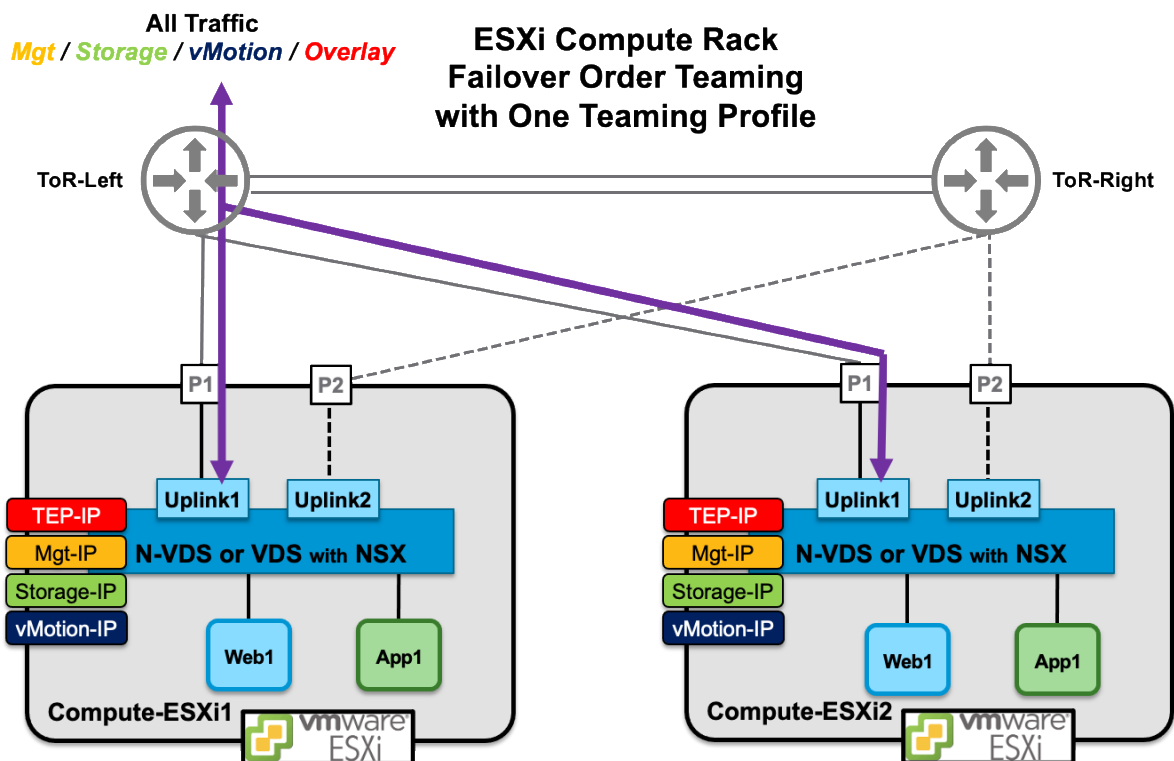 All Traffic
Mgt / Storage / vMotion / Overlay
ESXi Compute Rack
Failover Order Teaming
with One Teaming Profile
ToR-Left
ToR-Right
P1
P2
P1
P2
Uplink1
Uplink2
TEP-IP
Mgt-IP
Storage-IP
vMotion-IP
N-VDS or VDS with NSX
Web1
App1
Compute-ESXi1
vmware®
ESXi
Uplink1
Uplink2
TEP-IP
Mgt-IP
Storage-IP
vMotion-IP
N-VDS or VDS with NSX
Web1
App1
Compute-ESXi2
vmware®
ESXi